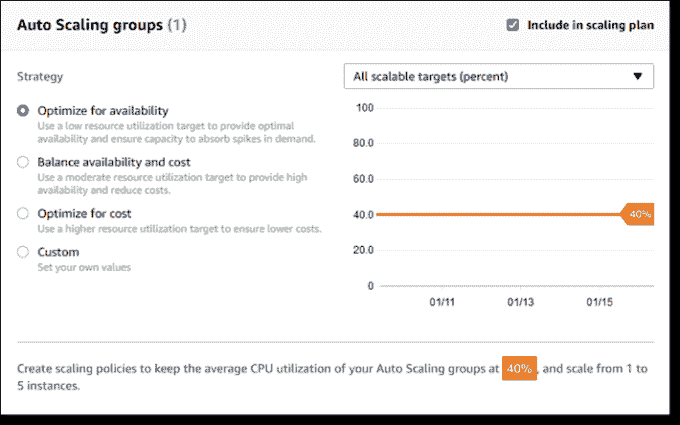 Auto Scaling groups (1)
Include in scaling plan
Strategy
All scalable targets (percent)
Optimize for availability
Use a low resource utilization target to provide optimal
availability and ensure capacity to absorb spikes in demand.
Balance availability and cost
Use a moderate resource utilization target to provide high
availability and reduce costs.
Optimize for cost
Use a higher resource utilization target to ensure lower costs.
Custom
Set your own values
100
80.0
60.0
40.0
40%
20.0
0
01/11 01/13 01/15
Create scaling policies to keep the average CPU utilization of your Auto Scaling groups at 40% , and scale from 1 to
5 instances.